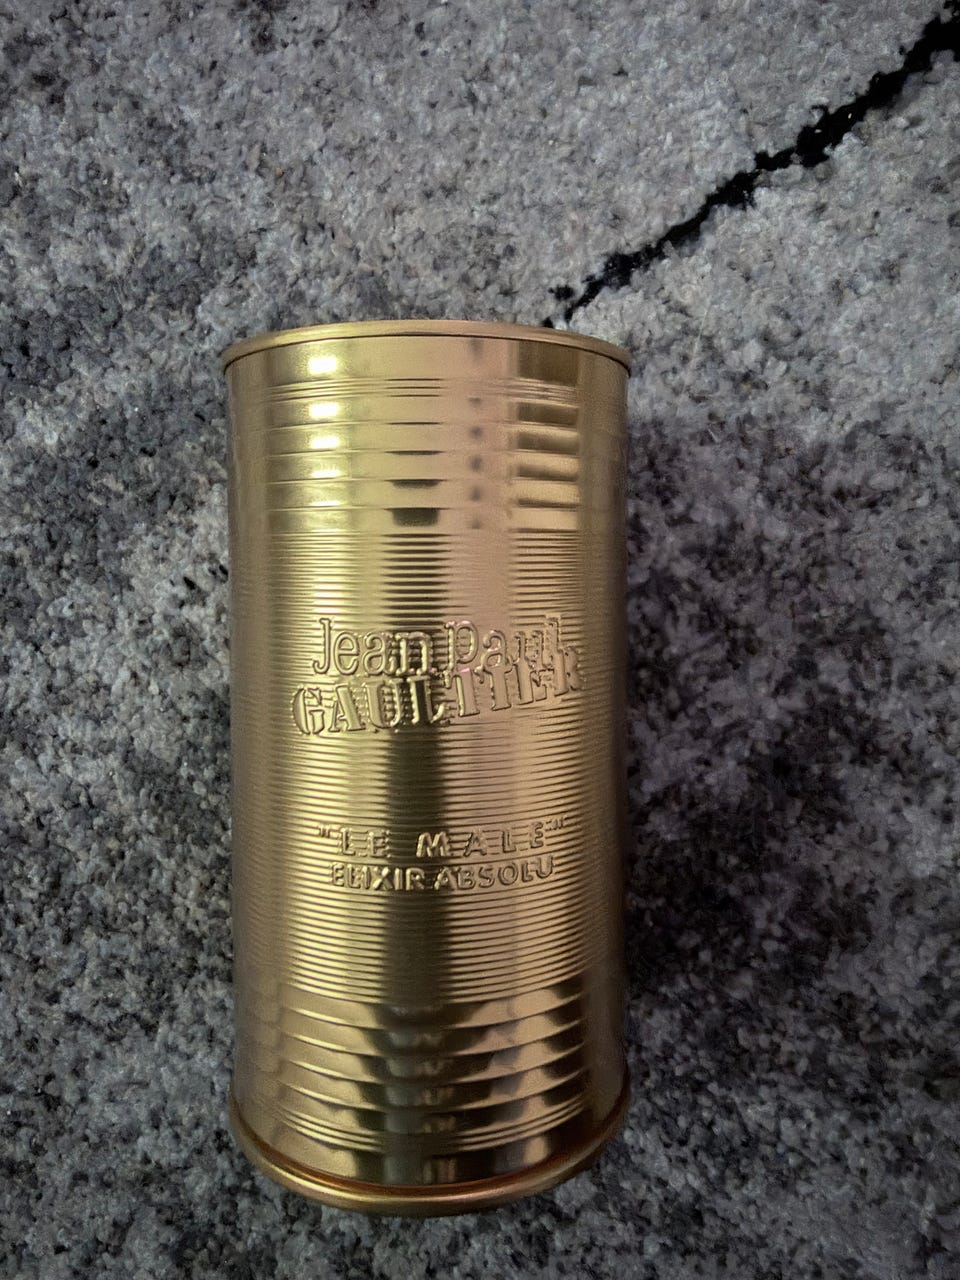 Jean Paul
GAULTIER
"LE MALE"
ELIXIR ABSOLU